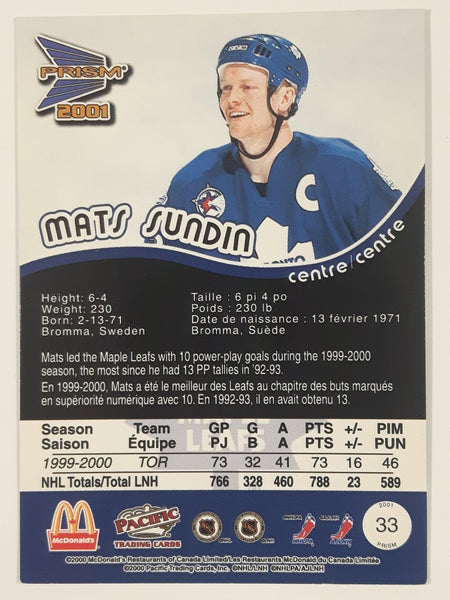 PRISM
2001
C
MATS SUNDIN
centre/centre
Height: 6-4
Weight: 230
Born: 2-13-71
Bromma, Sweden
Taille : 6 pi 4 po
Poids : 230 lb
Date de naissance : 13 février 1971
Bromma, Suède
Mats led the Maple Leafs with 10 power-play goals during the 1999-2000
season, the most since he had 13 PP tallies in '92-93.
En 1999-2000, Mats a été le meilleur des Leafs au chapitre des buts marqués
en supériorité numérique avec 10. En 1992-93, il en avait obtenu 13.
Season Team GP G A PTS +/- PIM
Saison Équipe PJ B A PTS +/- PUN
1999-2000 TOR 73 32 41 73 16 46
NHL Totals/Total LNH 766 328 460 788 23 589
McDonald's
PACIFIC
TRADING CARDS
2001
33
PRISM
©2000 McDonald's Restaurants of Canada Limited/Les Restaurants McDonald du Canada Limitée
©2000 Pacific Trading Cards, Inc. ©NHL/LNH ©NHLPA/AJLNH